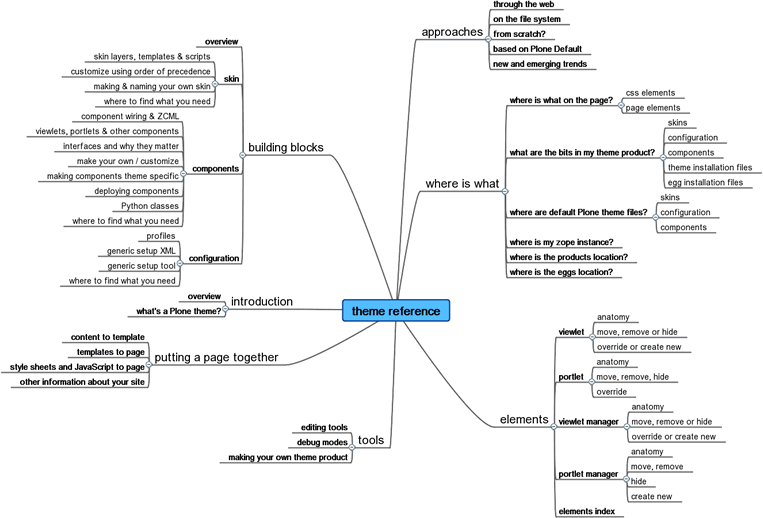 theme reference
approaches
through the web
on the file system
from scratch?
based on Plone Default
new and emerging trends
where is what
where is what on the page?
css elements
page elements
what are the bits in my theme product?
skins
configuration
components
theme installation files
egg installation files
where are default Plone theme files?
skins
configuration
components
where is my zope instance?
where is the products location?
where is the eggs location?
elements
viewlet
anatomy
move, remove or hide
override or create new
portlet
anatomy
move, remove, hide
override
viewlet manager
anatomy
move, remove or hide
override or create new
portlet manager
anatomy
move, remove
hide
create new
elements index
building blocks
overview
skin
skin layers, templates & scripts
customize using order of precedence
making & naming your own skin
where to find what you need
components
component wiring & ZCML
viewlets, portlets & other components
interfaces and why they matter
make your own / customize
making components theme specific
deploying components
Python classes
where to find what you need
configuration
profiles
generic setup XML
generic setup tool
where to find what you need
introduction
overview
what's a Plone theme?
putting a page together
content to template
templates to page
style sheets and JavaScript to page
other information about your site
tools
editing tools
debug modes
making your own theme product